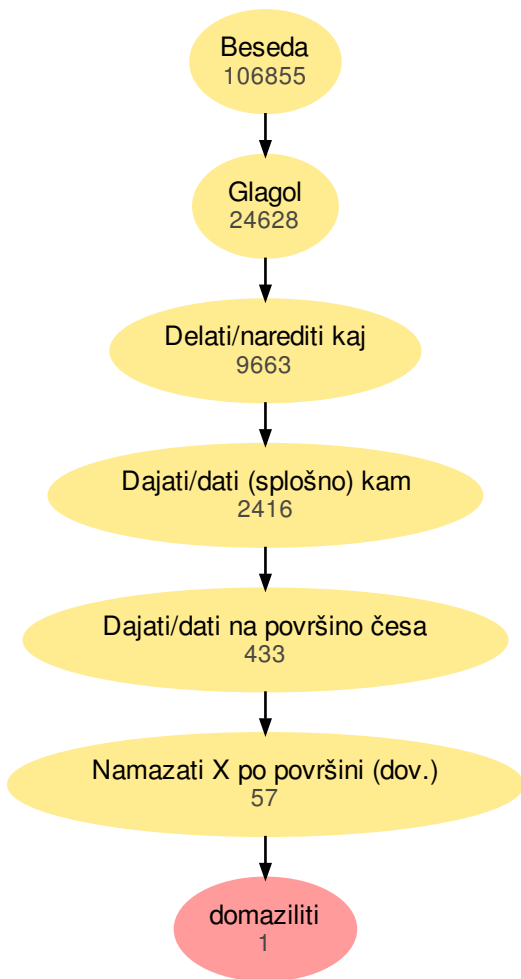 Beseda
106855
Glagol
24628
Delati/narediti kaj
9663
Dajati/dati (splošno) kam
2416
Dajati/dati na površino česa
433
Namazati X po površini (dov.)
57
domaziliti
1